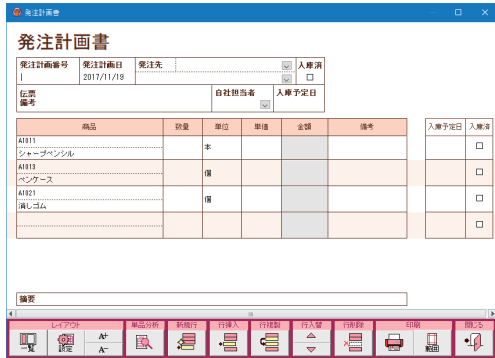 発注計画書
発注計画書
発注計画番号 発注計画日 発注先 入庫済
2017/11/19
伝票
備考
自社担当者 入庫予定日
商品 数量 単位 単価 金額 備考 入庫予定日 入庫済
A1011
シャープペンシル 本
A1013
ペンケース 個
A1021
消しゴム 個
摘要
レイアウト 単品分析 新規行 行挿入 行複製 行入替 行削除 印刷 閉じる
一覧 設定 A+ A− 範囲